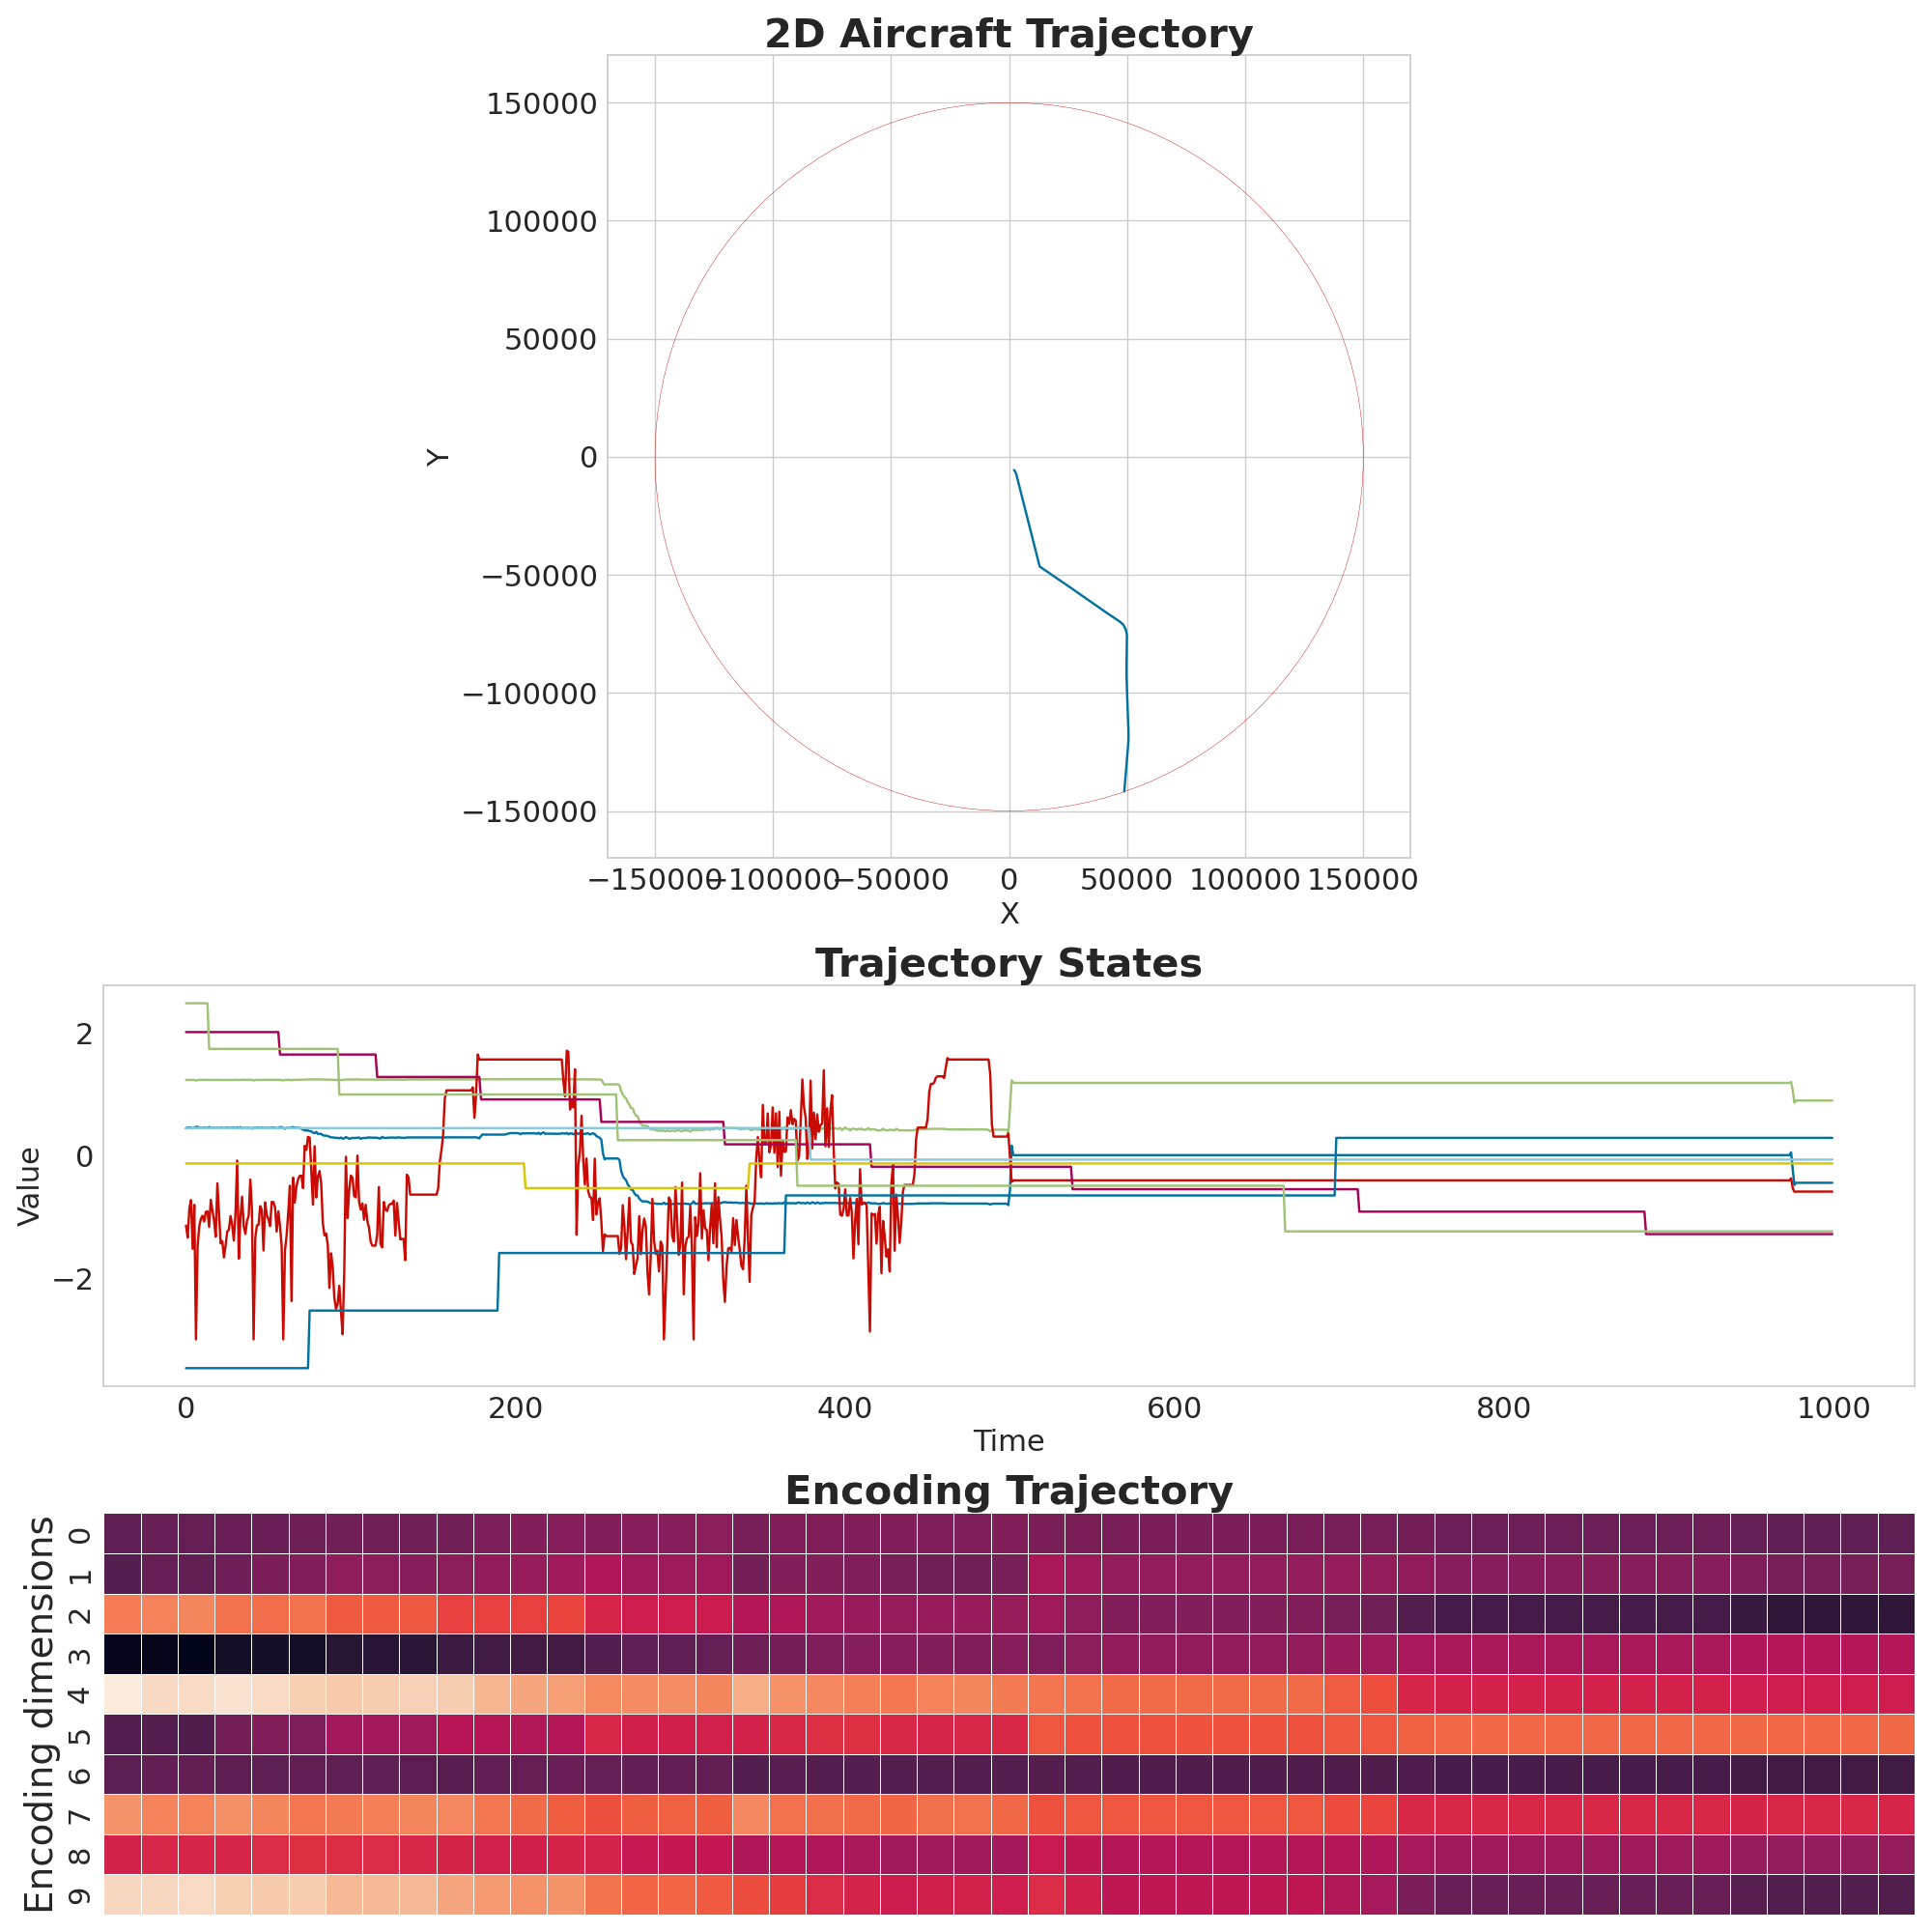 2D Aircraft Trajectory
150000
100000
50000
0
−50000
−100000
−150000
Y
−150000 −100000 −50000 0 50000 100000 150000
X
Trajectory States
2
0
−2
Value
0 200 400 600 800 1000
Time
Encoding Trajectory
Encoding dimensions
0
1
2
3
4
5
6
7
8
9